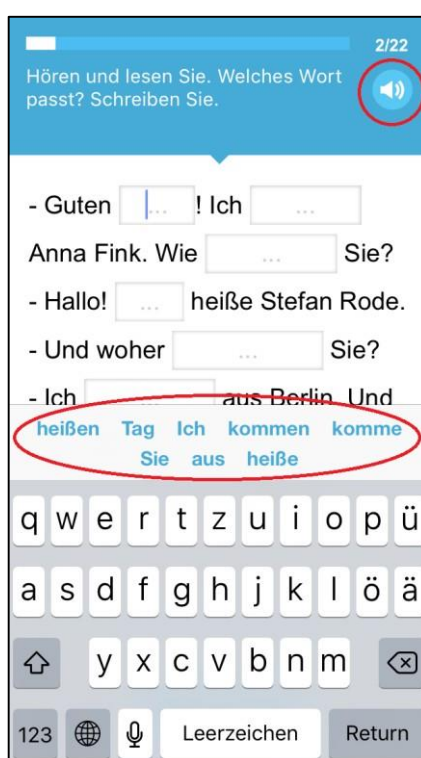 2/22
Hören und lesen Sie. Welches Wort
passt? Schreiben Sie.
- Guten ... ! Ich ...
Anna Fink. Wie ... Sie?
- Hallo! ... heiße Stefan Rode.
- Und woher ... Sie?
- Ich ... aus Berlin. Und
heißen Tag Ich kommen komme
Sie aus heiße
q w e r t z u i o p ü
a s d f g h j k l ö ä
y x c v b n m
123 Leerzeichen Return